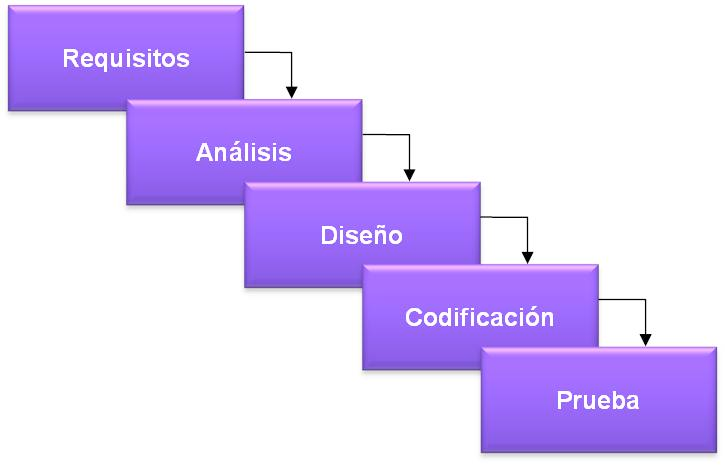 Requisitos
Análisis
Diseño
Codificación
Prueba